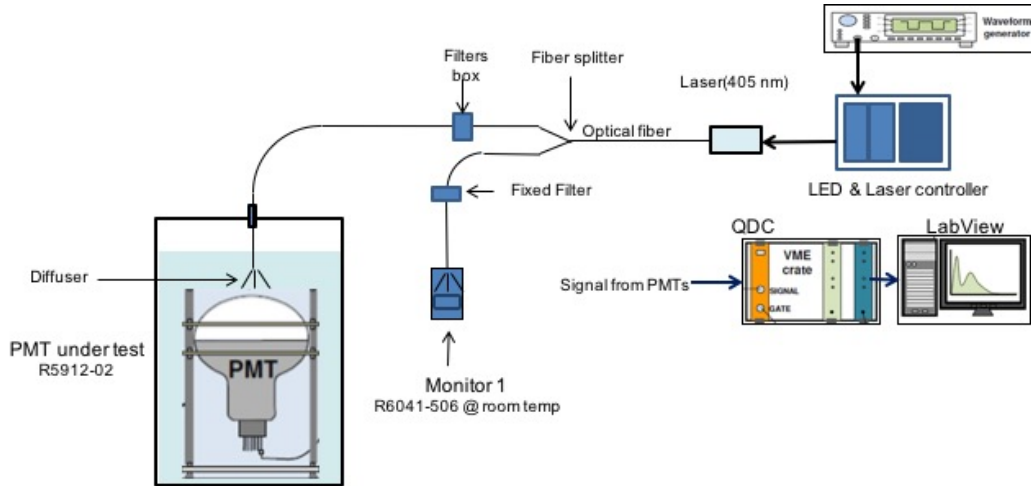 Waveform
generator
Filters
box
Fiber splitter
Laser(405 nm)
Optical fiber
LED & Laser controller
Fixed Filter
QDC
LabView
VME
crate
SIGNAL
GATE
Signal from PMTs
Diffuser
PMT under test
R5912-02
PMT
Monitor 1
R6041-506 @ room temp